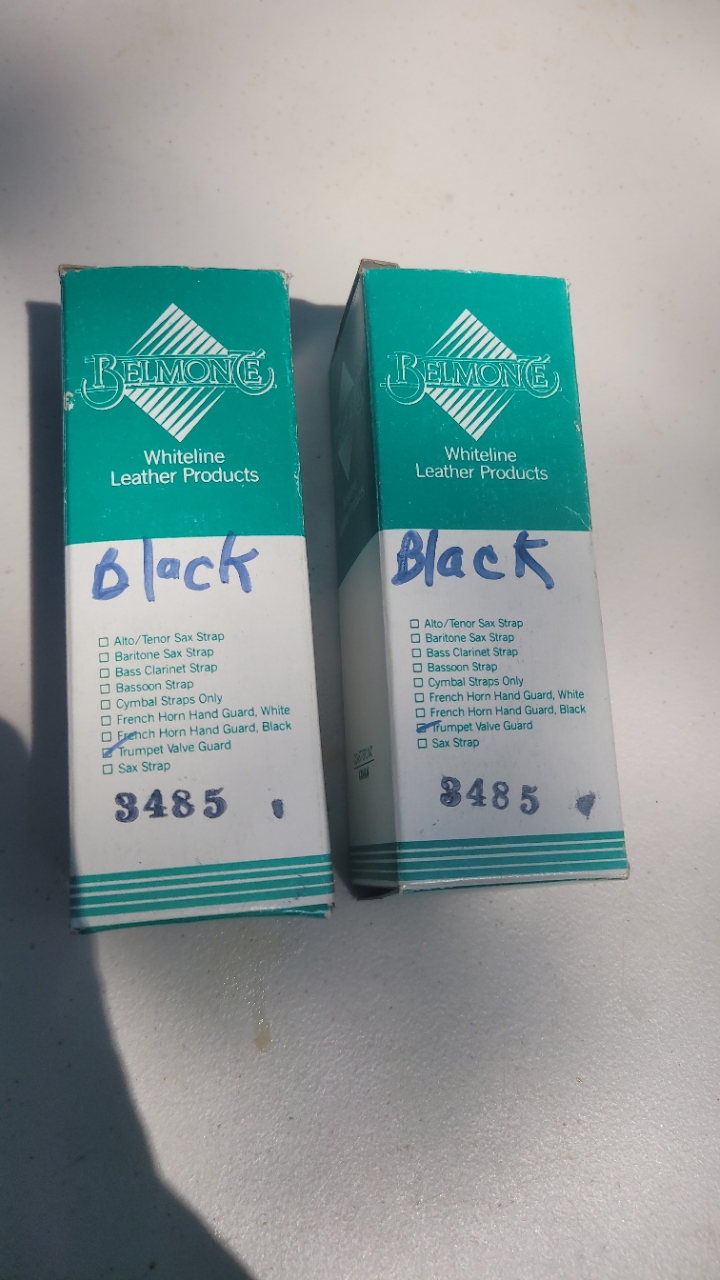 BELMONTÉ
Whiteline
Leather Products
Black
Alto/Tenor Sax Strap
Baritone Sax Strap
Bass Clarinet Strap
Bassoon Strap
Cymbal Straps Only
French Horn Hand Guard, White
French Horn Hand Guard, Black
Trumpet Valve Guard
Sax Strap
3485
BELMONTÉ
Whiteline
Leather Products
Black
Alto/Tenor Sax Strap
Baritone Sax Strap
Bass Clarinet Strap
Bassoon Strap
Cymbal Straps Only
French Horn Hand Guard, White
French Horn Hand Guard, Black
Trumpet Valve Guard
Sax Strap
3485